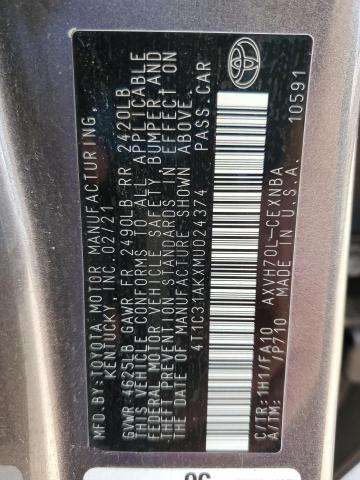 MFD.BY:TOYOTA MOTOR MANUFACTURING,
KENTUCKY, INC. 02/21
GVWR 4625LB GAWR FR 2490LB RR 2420LB
THIS VEHICLE CONFORMS TO ALL APPLICABLE
FEDERAL MOTOR VEHICLE SAFETY, BUMPER AND
THEFT PREVENTION STANDARDS IN EFFECT ON
THE DATE OF MANUFACTURE SHOWN ABOVE.
4T1C31AKXMU024374 PASS.CAR
C/TR:1H1/FA10 AXVH70L-CEXNBA
A/TM: /P710 MADE IN U.S.A. 10591